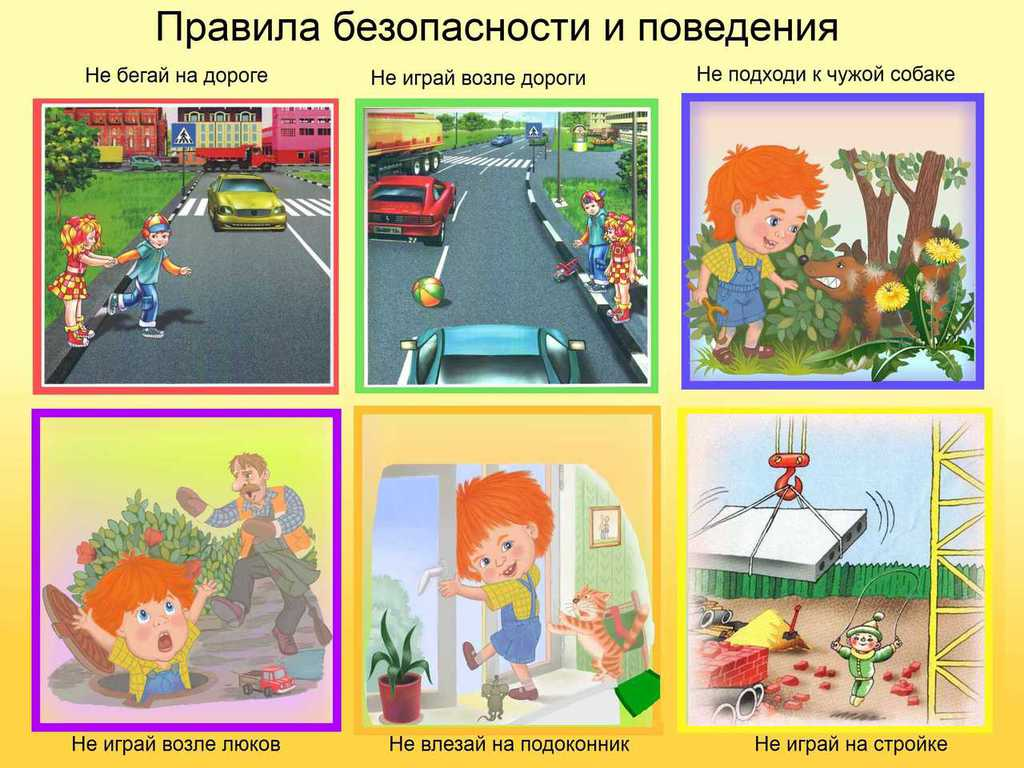 Правила безопасности и поведения
Не бегай на дороге
Не играй возле дороги
Не подходи к чужой собаке
Не играй возле люков
Не влезай на подоконник
Не играй на стройке